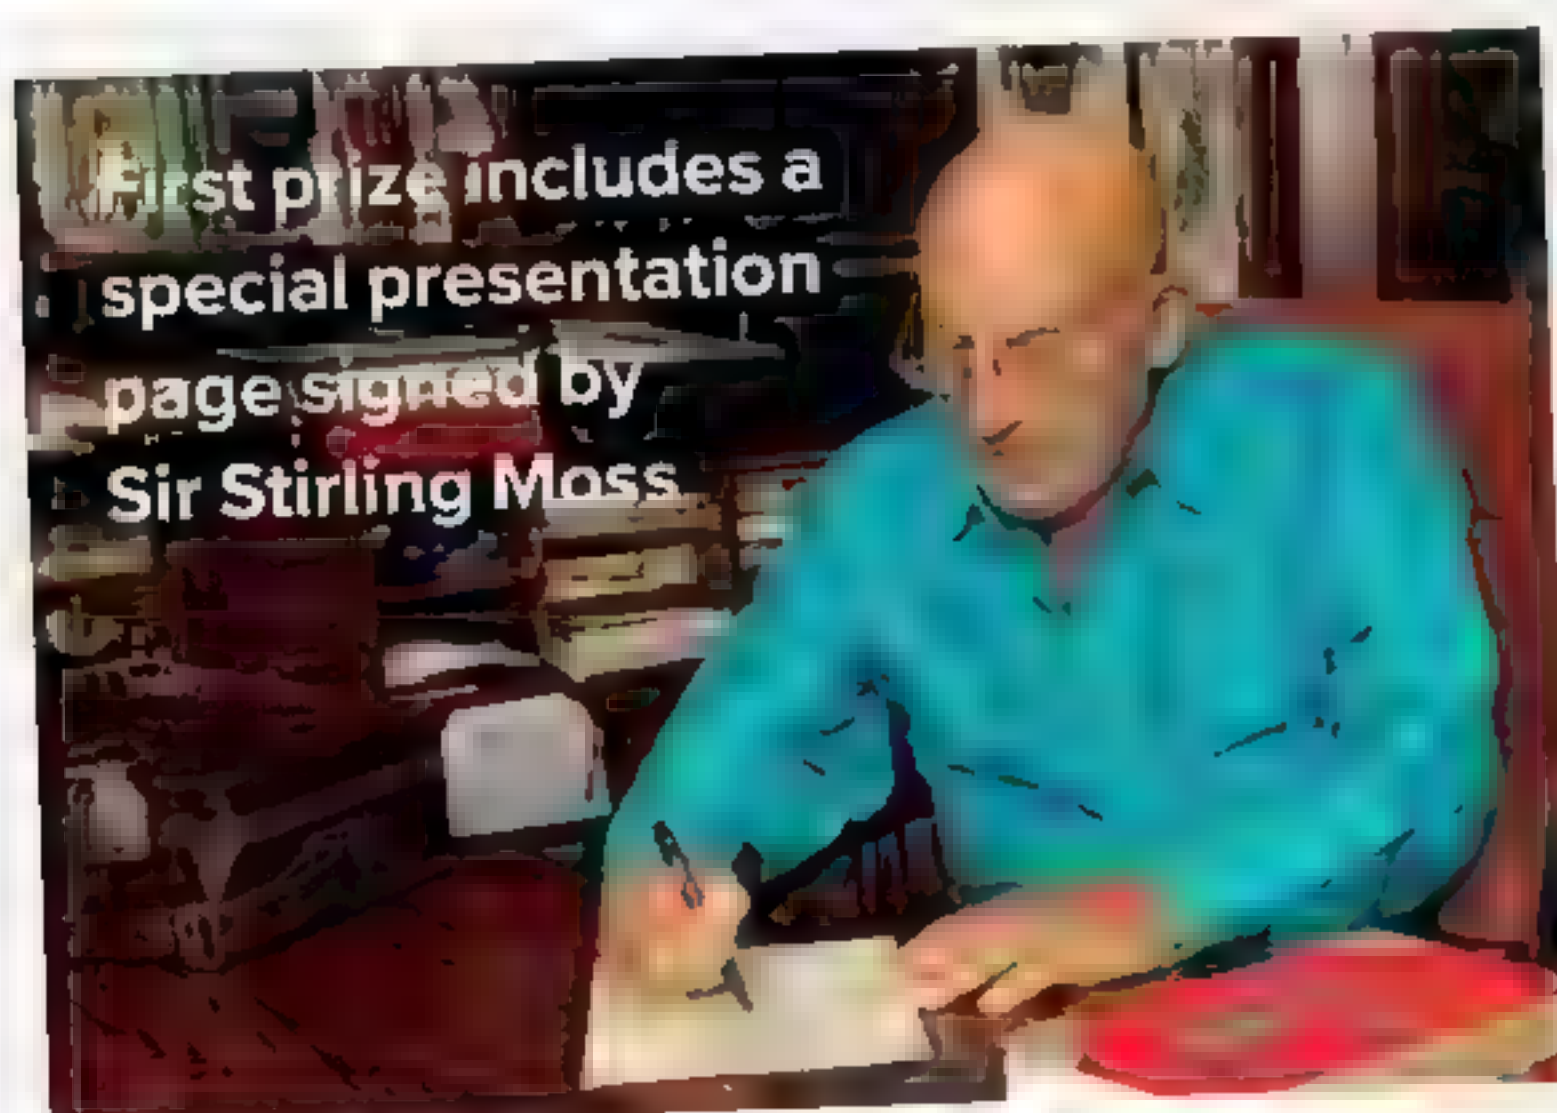 First prize includes a
special presentation
page signed by
Sir Stirling Moss